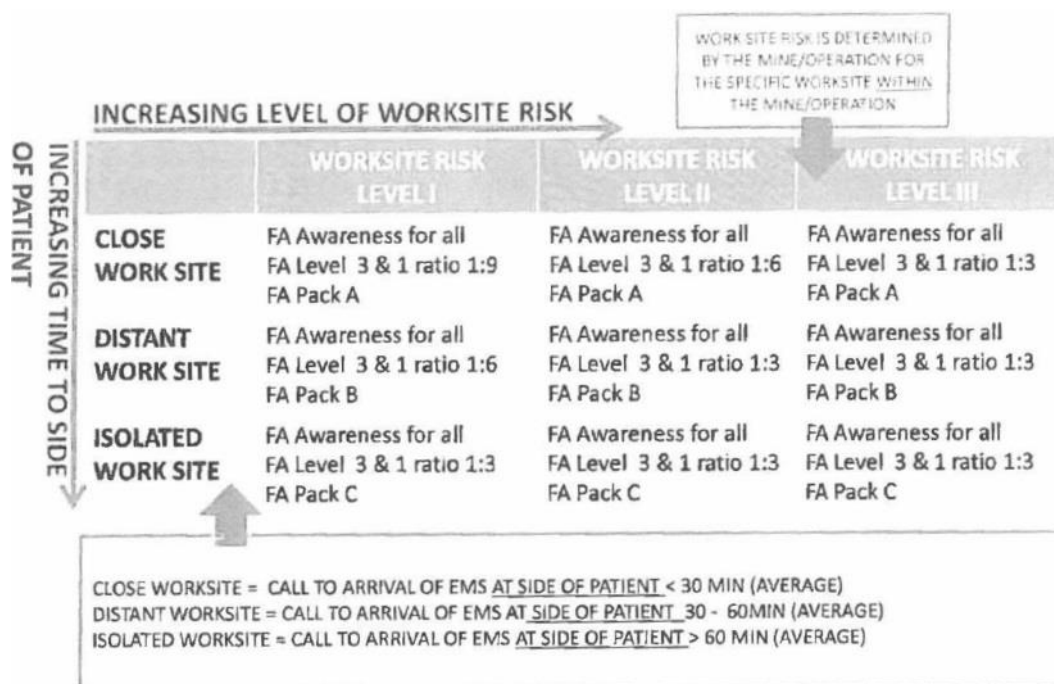 WORK SITE RISK IS DETERMINED
BY THE MINE/OPERATION FOR
THE SPECIFIC WORKSITE WITHIN
THE MINE/OPERATION
INCREASING LEVEL OF WORKSITE RISK
INCREASING TIME TO SIDE
OF PATIENT
WORKSITE RISK LEVEL I WORKSITE RISK LEVEL II WORKSITE RISK LEVEL III
CLOSE FA Awareness for all FA Awareness for all FA Awareness for all
WORK SITE FA Level 3 & 1 ratio 1:9 FA Level 3 & 1 ratio 1:6 FA Level 3 & 1 ratio 1:3
FA Pack A FA Pack A FA Pack A
DISTANT FA Awareness for all FA Awareness for all FA Awareness for all
WORK SITE FA Level 3 & 1 ratio 1:6 FA Level 3 & 1 ratio 1:3 FA Level 3 & 1 ratio 1:3
FA Pack B FA Pack B FA Pack B
ISOLATED FA Awareness for all FA Awareness for all FA Awareness for all
WORK SITE FA Level 3 & 1 ratio 1:3 FA Level 3 & 1 ratio 1:3 FA Level 3 & 1 ratio 1:3
FA Pack C FA Pack C FA Pack C
CLOSE WORKSITE = CALL TO ARRIVAL OF EMS AT SIDE OF PATIENT < 30 MIN (AVERAGE)
DISTANT WORKSITE = CALL TO ARRIVAL OF EMS AT SIDE OF PATIENT 30 - 60MIN (AVERAGE)
ISOLATED WORKSITE = CALL TO ARRIVAL OF EMS AT SIDE OF PATIENT > 60 MIN (AVERAGE)